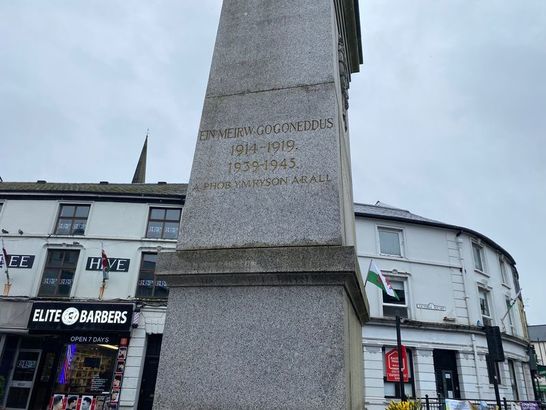 EIN MEIRW GOGONEDDUS
1914-1919.
1939-1945.
A PHOB YMRYSON ARALL
HIVE
ELITE BARBERS
OPEN 7 DAYS